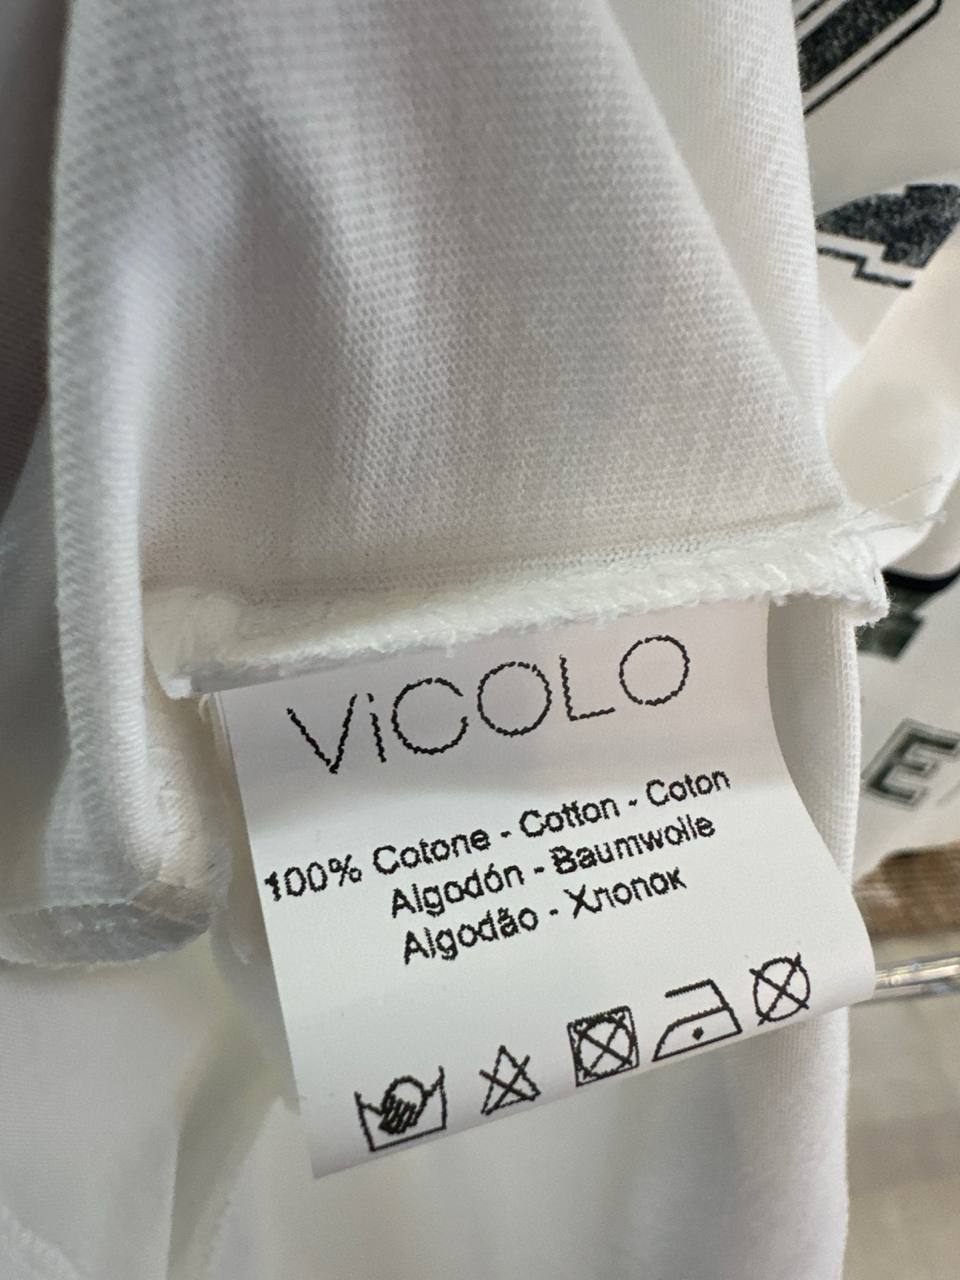 ViCOLO
100% Cotone - Cotton - Coton
Algodón - Baumwolle
Algodão - Хлопок
E